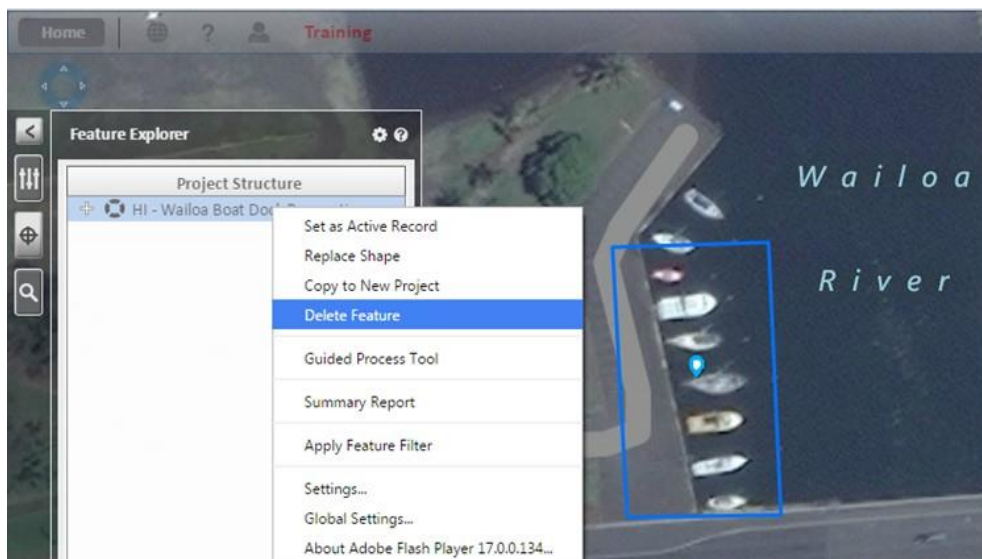 Home ? Training
Feature Explorer
Project Structure
HI - Wailoa Boat
Set as Active Record
Replace Shape
Copy to New Project
Delete Feature
Guided Process Tool
Summary Report
Apply Feature Filter
Settings...
Global Settings...
About Adobe Flash Player 17.0.0.134...
Wailoa
River